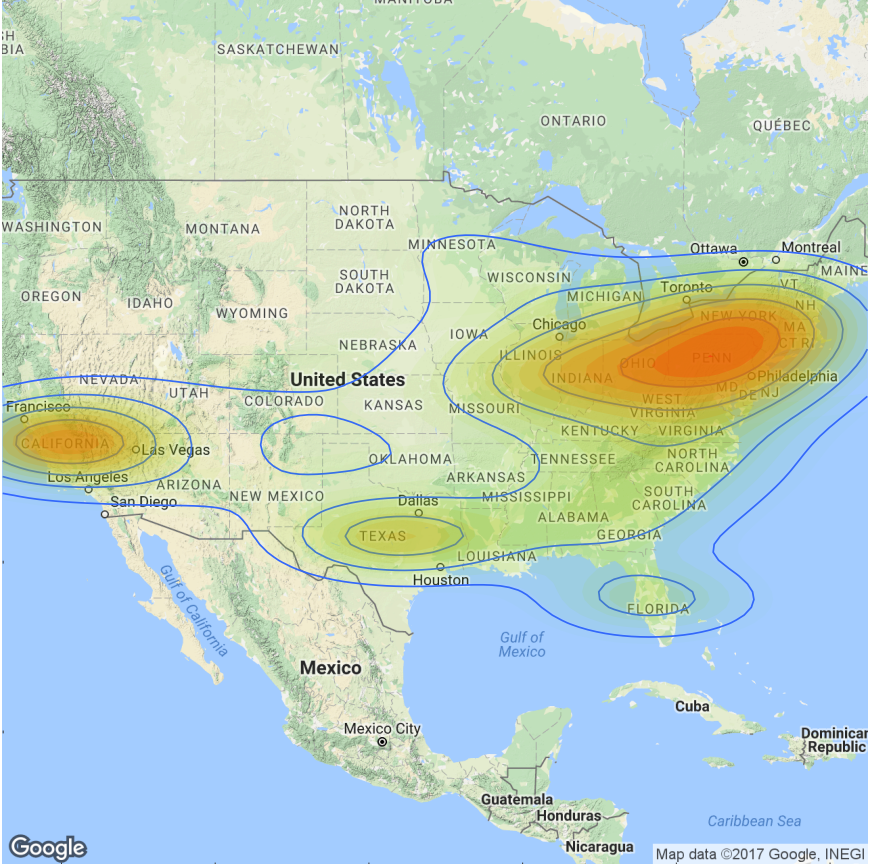 MANITOBA
SASKATCHEWAN
ONTARIO
QUÉBEC
WASHINGTON
MONTANA
NORTH
DAKOTA
MINNESOTA
Ottawa
Montreal
MAINE
OREGON
IDAHO
WYOMING
SOUTH
DAKOTA
WISCONSIN
MICHIGAN
Toronto
VT
NH
NEBRASKA
IOWA
Chicago
ILLINOIS
INDIANA
OHIO
PENN
NEW YORK
MA
CT RI
NEVADA
UTAH
United States
COLORADO
KANSAS
MISSOURI
WEST
VIRGINIA
MD
DE
NJ
Philadelphia
Francisco
CALIFORNIA
Las Vegas
Los Angeles
San Diego
ARIZONA
NEW MEXICO
OKLAHOMA
ARKANSAS
KENTUCKY
VIRGINIA
TENNESSEE
NORTH
CAROLINA
MISSISSIPPI
SOUTH
CAROLINA
ALABAMA
GEORGIA
Dallas
TEXAS
LOUISIANA
Houston
FLORIDA
Gulf of California
Gulf of
Mexico
Mexico
Cuba
Mexico City
Dominican
Republic
Guatemala
Honduras
Nicaragua
Caribbean Sea
Google
Map data ©2017 Google, INEGI